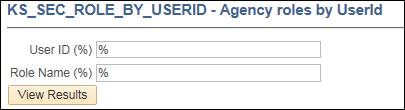 KS_SEC_ROLE_BY_USERID - Agency roles by UserId
User ID (%) %
Role Name (%) %
View Results